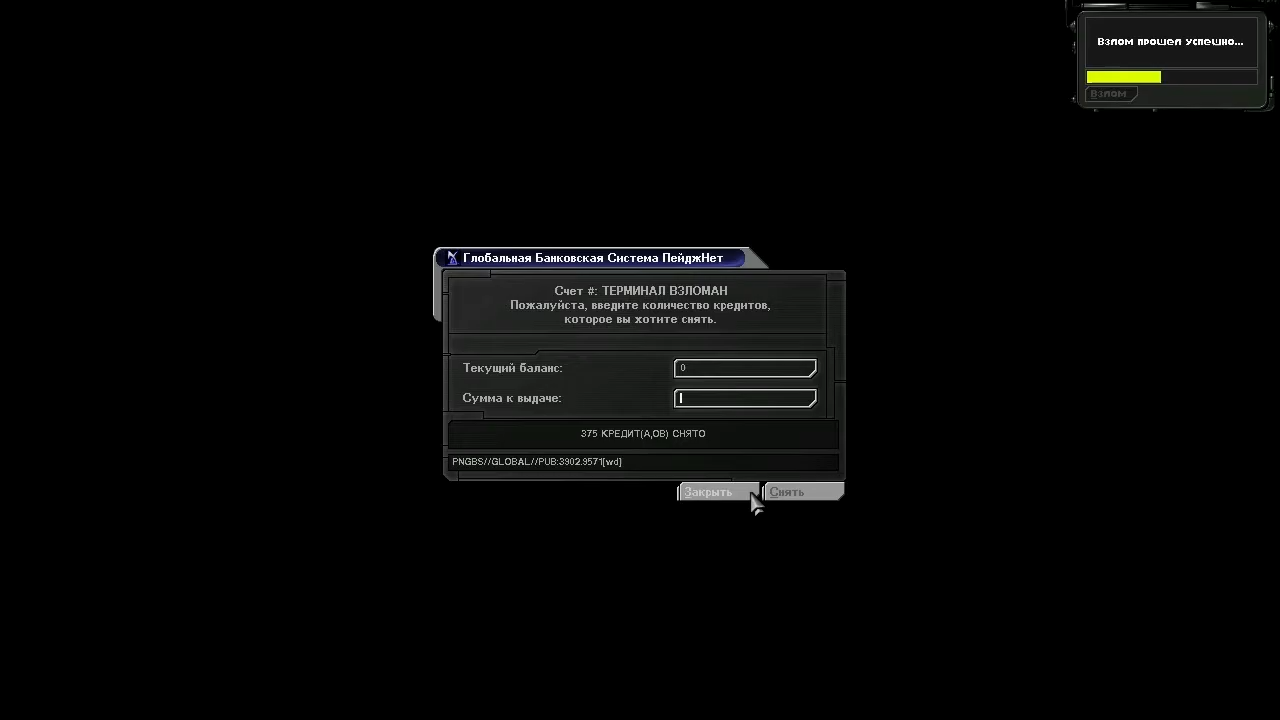 Взлом прошел успешно...
Взлом
Глобальная Банковская Система ПейджНет
Счет #: ТЕРМИНАЛ ВЗЛОМАН
Пожалуйста, введите количество кредитов,
которое вы хотите снять.
Текущий баланс: 0
Сумма к выдаче:
375 КРЕДИТ(А,ОВ) СНЯТО
PNGBS//GLOBAL//PUB:3902.9571[wd]
Закрыть Снять